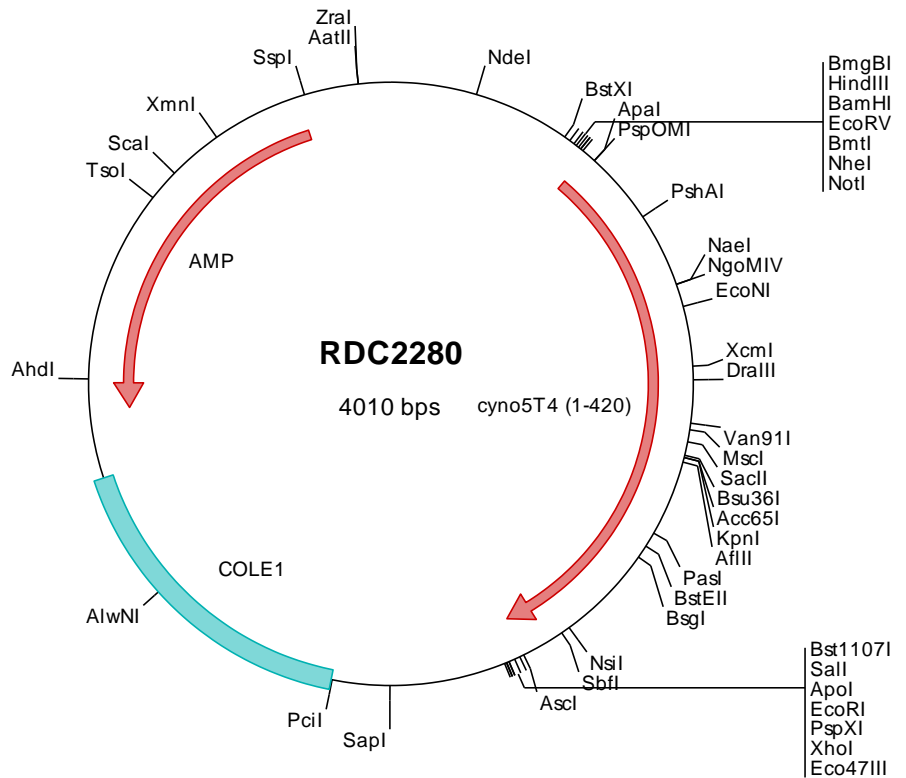 ZraI
AatII
SspI
NdeI
XmnI
BstXI
ApaI
PspOMI
BmgBI
HindIII
BamHI
EcoRV
BmtI
NheI
NotI
ScaI
TsoI
PshAI
AMP
NaeI
NgoMIV
EcoNI
RDC2280
4010 bps
cyno5T4 (1-420)
XcmI
DraIII
AhdI
Van91I
MscI
SacII
Bsu36I
Acc65I
KpnI
AflII
COLE1
PasI
BstEII
BsgI
AlwNI
NsiI
SbfI
AscI
Bst1107I
SalI
ApoI
EcoRI
PspXI
XhoI
Eco47III
PciI
SapI